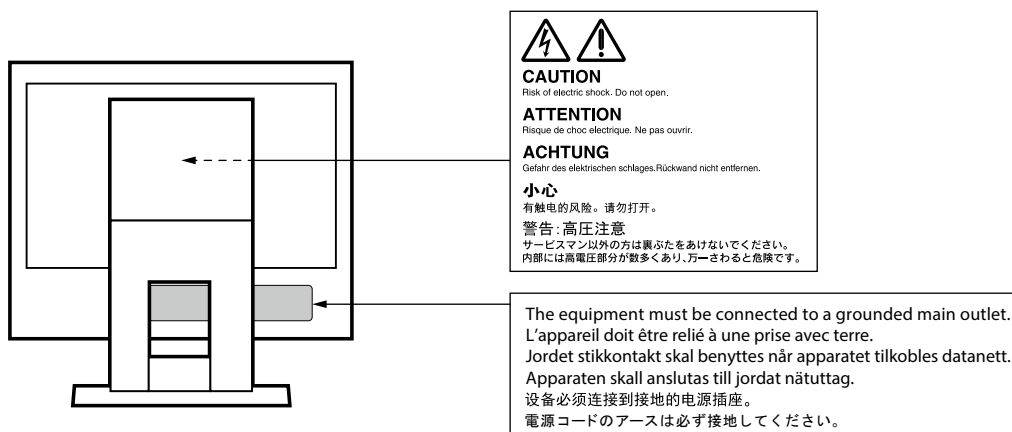 CAUTION
Risk of electric shock. Do not open.
ATTENTION
Risque de choc electrique. Ne pas ouvrir.
ACHTUNG
Gefahr des elektrischen schlages.Rückwand nicht entfernen.
小心
有触电的风险。请勿打开。
警告:高圧注意
サービスマン以外の方は裏ぶたをあけないでください。
内部には高電圧部分が数多くあり、万一さわると危険です。
The equipment must be connected to a grounded main outlet.
L'appareil doit être relié à une prise avec terre.
Jordet stikkontakt skal benyttes når apparatet tilkobles datanett.
Apparaten skall anslutas till jordat nätuttag.
设备必须连接到接地的电源插座。
電源コードのアースは必ず接地してください。